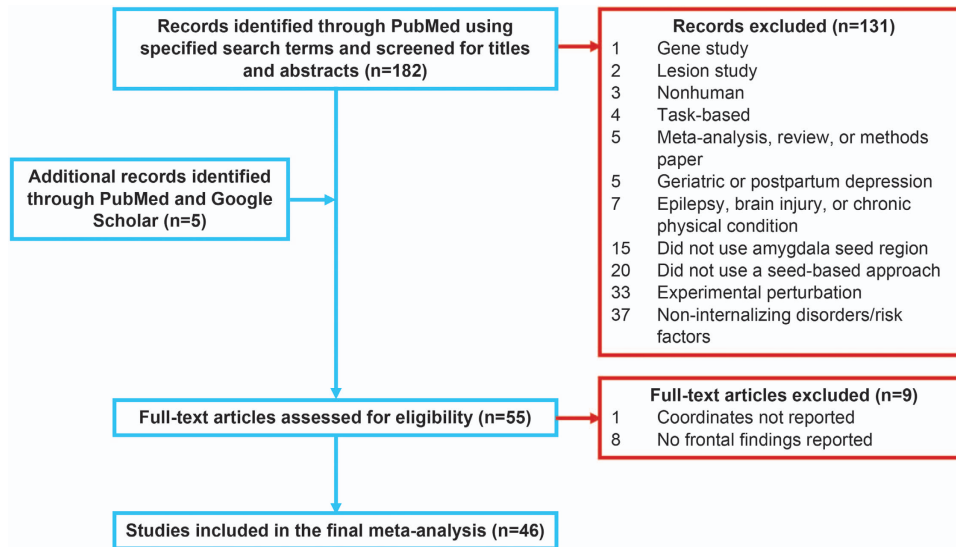 Records identified through PubMed using
specified search terms and screened for titles
and abstracts (n=182)
Records excluded (n=131)
1 Gene study
2 Lesion study
3 Nonhuman
4 Task-based
5 Meta-analysis, review, or methods
paper
5 Geriatric or postpartum depression
7 Epilepsy, brain injury, or chronic
physical condition
15 Did not use amygdala seed region
20 Did not use a seed-based approach
33 Experimental perturbation
37 Non-internalizing disorders/risk
factors
Additional records identified
through PubMed and Google
Scholar (n=5)
Full-text articles assessed for eligibility (n=55)
Full-text articles excluded (n=9)
1 Coordinates not reported
8 No frontal findings reported
Studies included in the final meta-analysis (n=46)